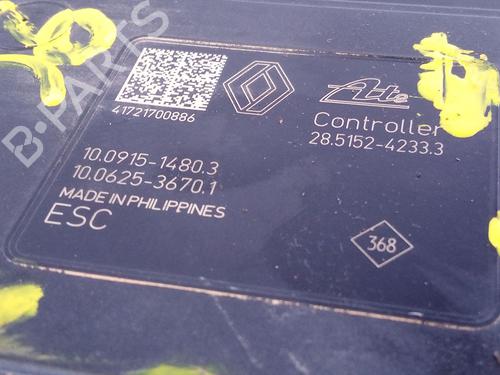 41721700886
Ate
Controller
28.5152-4233.3
10.0915-1480.3
10.0625-3670.1
MADE IN PHILIPPINES
ESC
368
B-PARTS